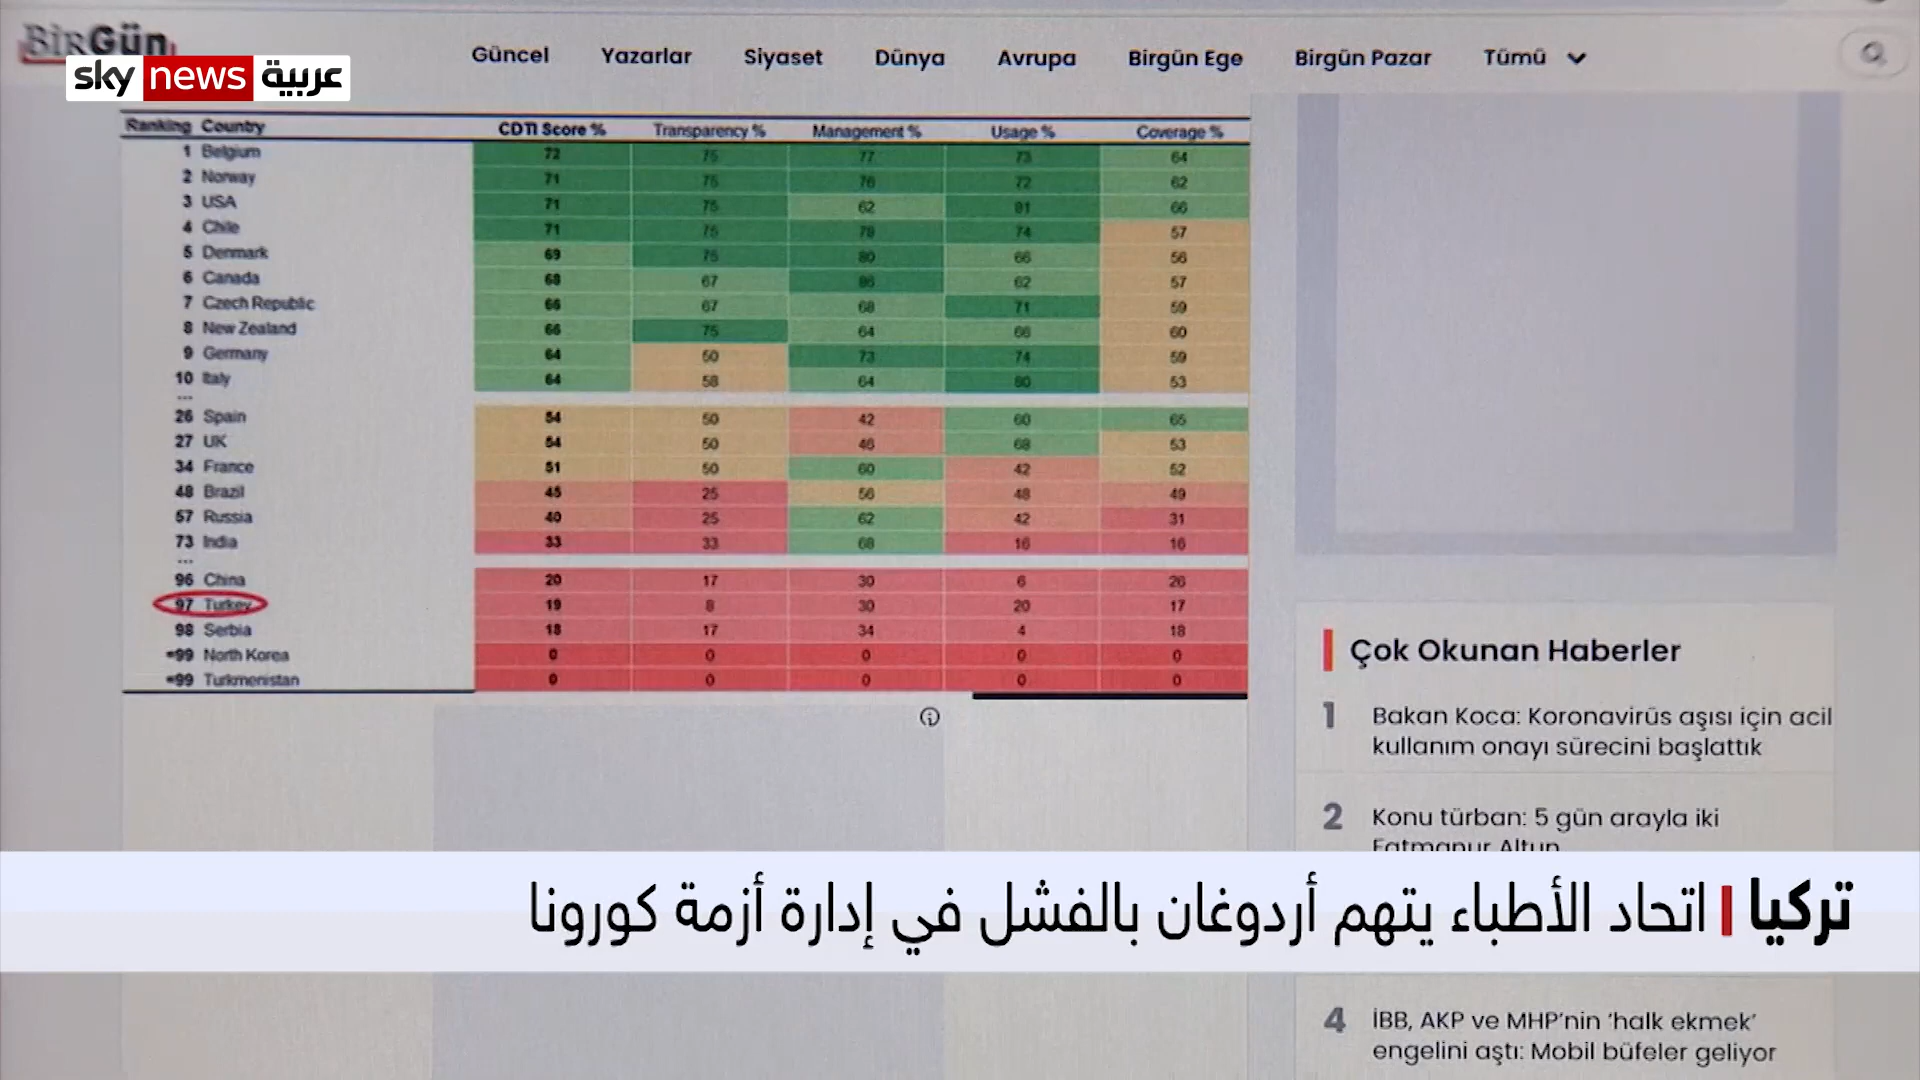 BirGün
sky news عربية
Güncel Yazarlar Siyaset Dünya Avrupa Birgün Ege Birgün Pazar Tümü
Ranking Country CDTI Score % Transparency % Management % Usage % Coverage %
1 Belgium 72 75 77 73 64
2 Norway 71 75 76 72 62
3 USA 71 75 62 81 66
4 Chile 71 75 78 74 57
5 Denmark 69 75 80 66 56
6 Canada 68 67 86 62 57
7 Czech Republic 66 67 68 71 59
8 New Zealand 66 75 64 66 60
9 Germany 64 50 73 74 59
10 Italy 64 58 64 80 53
...
26 Spain 54 50 42 60 65
27 UK 54 50 46 68 53
34 France 51 50 60 42 52
48 Brazil 45 25 56 48 49
57 Russia 40 25 62 42 31
73 India 33 33 68 16 16
...
96 China 20 17 30 6 26
97 Turkey 19 8 30 20 17
98 Serbia 18 17 34 4 18
=99 North Korea 0 0 0 0 0
=99 Turkmenistan 0 0 0 0 0
Çok Okunan Haberler
1 Bakan Koca: Koronavirüs aşısı için acil
kullanım onayı sürecini başlattık
2 Konu türban: 5 gün arayla iki
Fatmanur Altun
تركيا اتحاد الأطباء يتهم أردوغان بالفشل في إدارة أزمة كورونا
4 İBB, AKP ve MHP'nin 'halk ekmek'
engelini aştı: Mobil büfeler geliyor